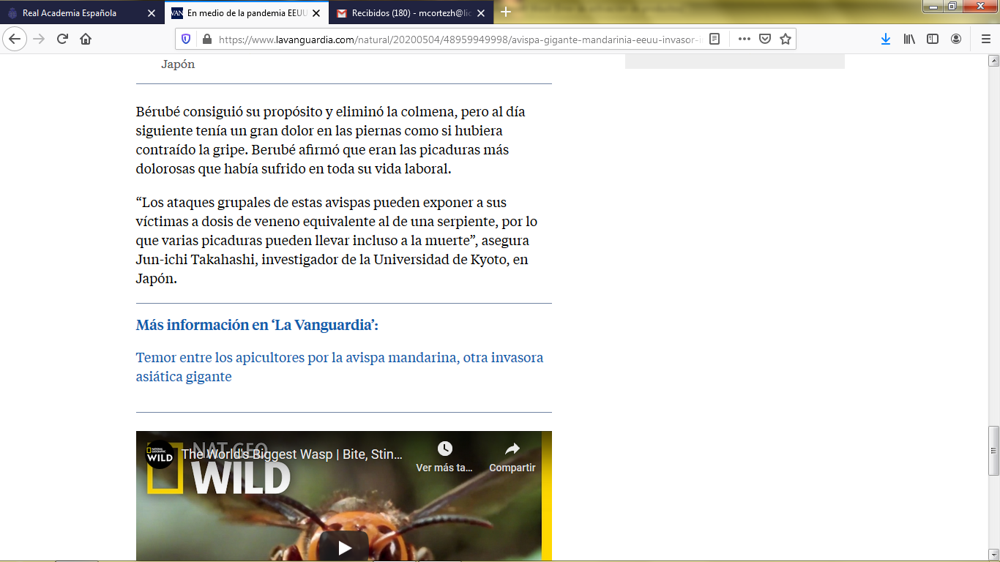 Real Academia Española
VAN
En medio de la pandemia EEUU
Recibidos (180) - mcortezh@lic
https://www.lavanguardia.com/natural/20200504/48959949998/avispa-gigante-mandarinia-eeuu-invasor-i
Japón
Bérubé consiguió su propósito y eliminó la colmena, pero al día
siguiente tenía un gran dolor en las piernas como si hubiera
contraído la gripe. Berubé afirmó que eran las picaduras más
dolorosas que había sufrido en toda su vida laboral.
“Los ataques grupales de estas avispas pueden exponer a sus
víctimas a dosis de veneno equivalente al de una serpiente, por lo
que varias picaduras pueden llevar incluso a la muerte”, asegura
Jun-ichi Takahashi, investigador de la Universidad de Kyoto, en
Japón.
Más información en ‘La Vanguardia’:
Temor entre los apicultores por la avispa mandarina, otra invasora
asiática gigante
WILD
The World's Biggest Wasp | Bite, Stin...
Ver más ta...
Compartir
NAT GEO
WILD